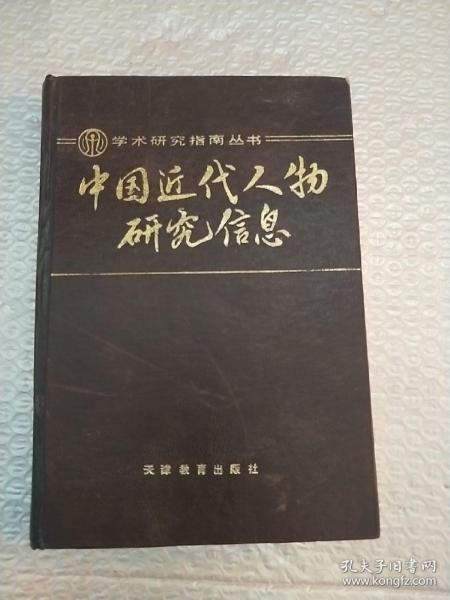 学术研究指南丛书
中国近代人物
研究信息
天津教育出版社
孔夫子旧书网
www.kongfz.com